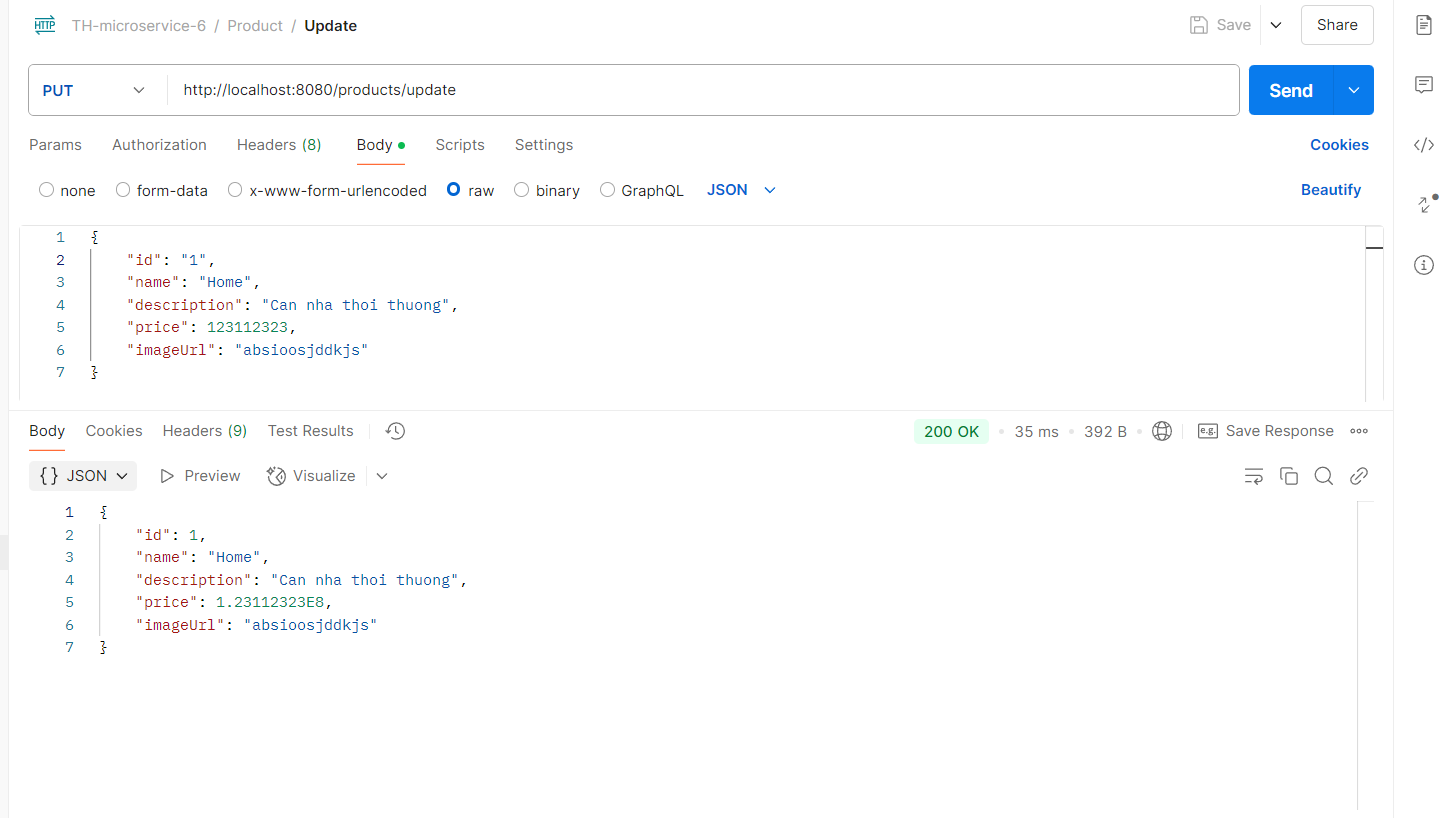 HTTP TH-microservice-6 / Product / Update Save Share
PUT http://localhost:8080/products/update Send
Params Authorization Headers (8) Body Scripts Settings Cookies
none form-data x-www-form-urlencoded raw binary GraphQL JSON Beautify
1 {
2 "id": "1",
3 "name": "Home",
4 "description": "Can nha thoi thuong",
5 "price": 123112323,
6 "imageUrl": "absioosjddkjs"
7 }
Body Cookies Headers (9) Test Results 200 OK • 35 ms • 392 B • e.g. Save Response
{} JSON Preview Visualize
1 {
2 "id": 1,
3 "name": "Home",
4 "description": "Can nha thoi thuong",
5 "price": 1.23112323E8,
6 "imageUrl": "absioosjddkjs"
7 }